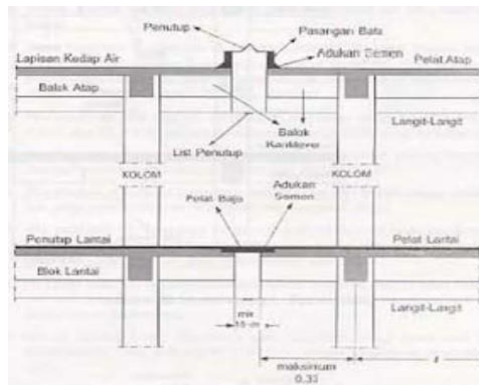 Penutup
Pasangan Bata
Adukan Semen
Lapisan Kedap Air
Pelat Atap
Balok Atap
Balok
Kantilever
Langit-Langit
List Penutup
KOLOM
KOLOM
Pelat Baja
Adukan
Semen
Penutup Lantai
Pelat Lantai
Blok Lantai
Langit-Langit
min
maksimum
0.33